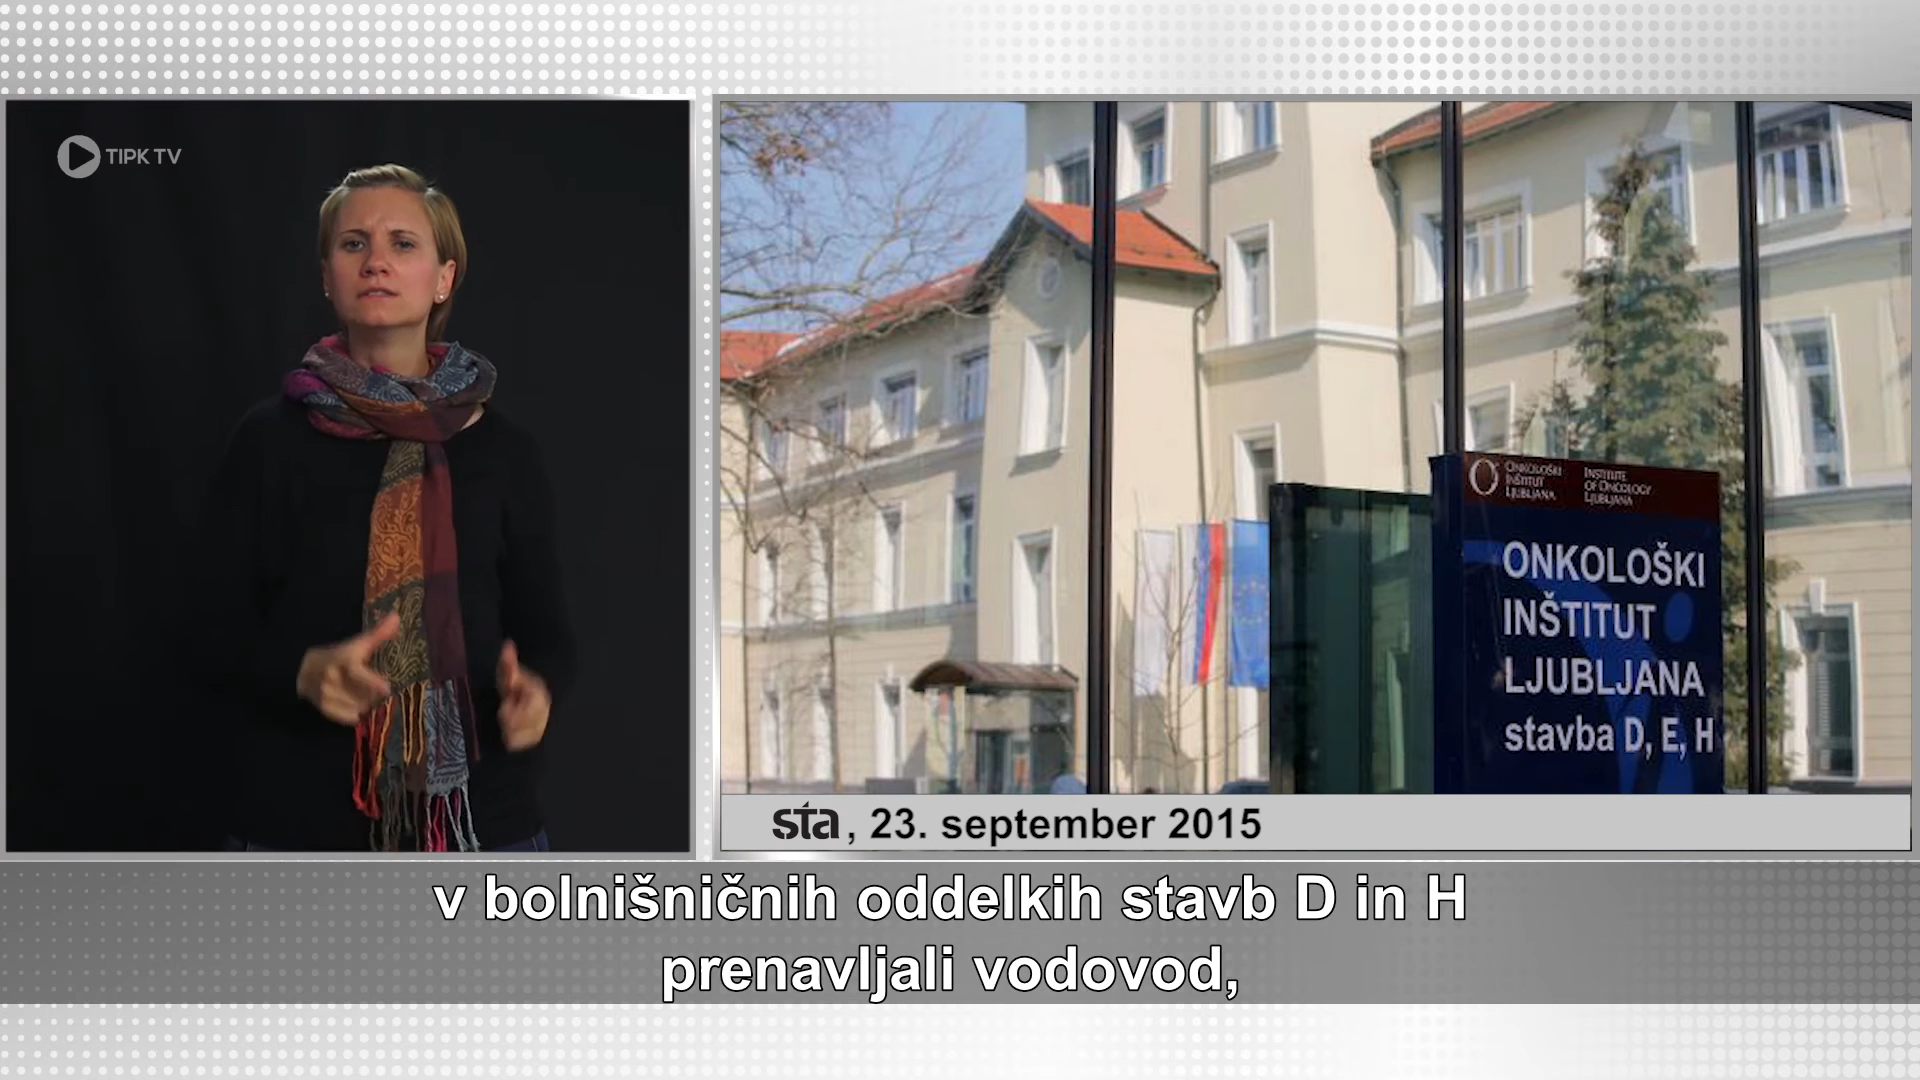 TIPK TV
ONKOLOŠKI
INŠTITUT
LJUBLJANA
INSTITUTE
OF ONCOLOGY
LJUBLJANA
ONKOLOŠKI
INŠTITUT
LJUBLJANA
stavba D, E, H
sta, 23. september 2015
v bolnišničnih oddelkih stavb D in H
prenavljali vodovod,